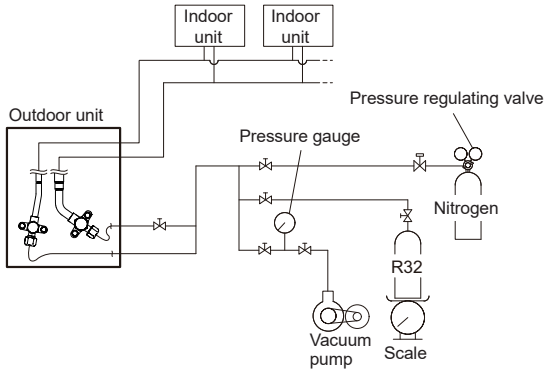 Indoor
unit
Indoor
unit
Pressure regulating valve
Outdoor unit
Pressure gauge
Nitrogen
R32
Vacuum
pump
Scale